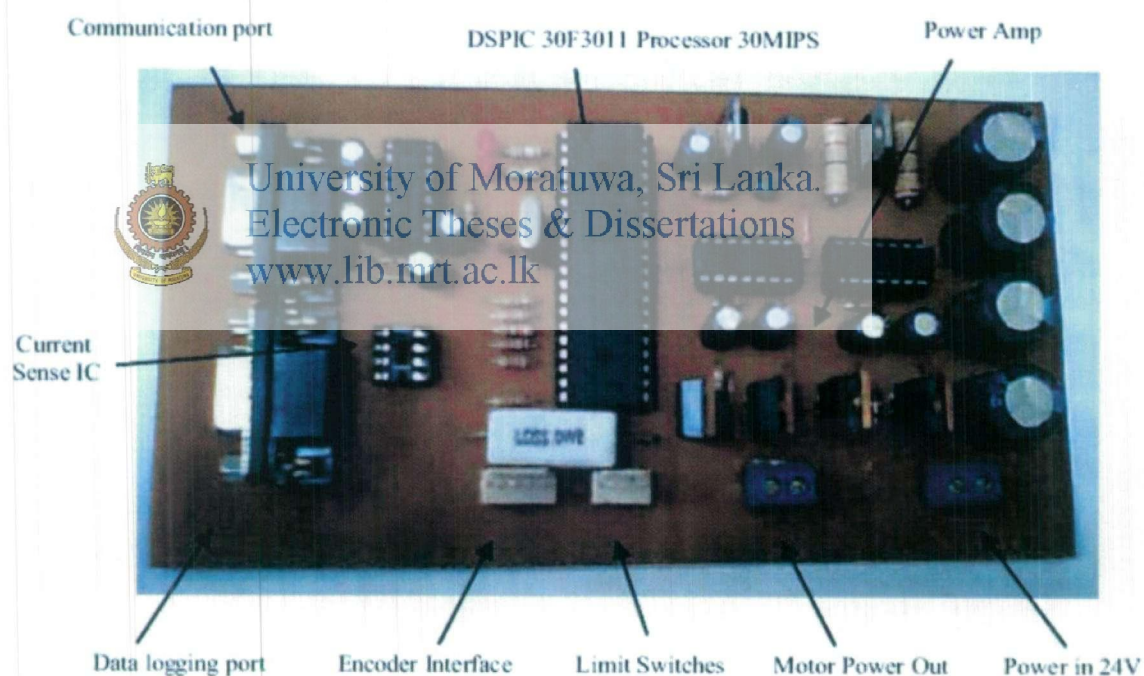 Communication port
DSPIC 30F3011 Processor 30MIPS
Power Amp
University of Moratuwa, Sri Lanka.
Electronic Theses & Dissertations
www.lib.mrt.ac.lk
Current
Sense IC
Data logging port
Encoder Interface
Limit Switches
Motor Power Out
Power in 24V